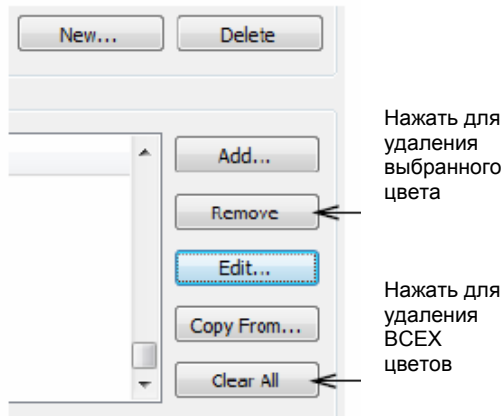 New... Delete
Add...
Remove
Edit...
Copy From...
Clear All
Нажать для
удаления
выбранного
цвета
Нажать для
удаления
ВСЕХ
цветов